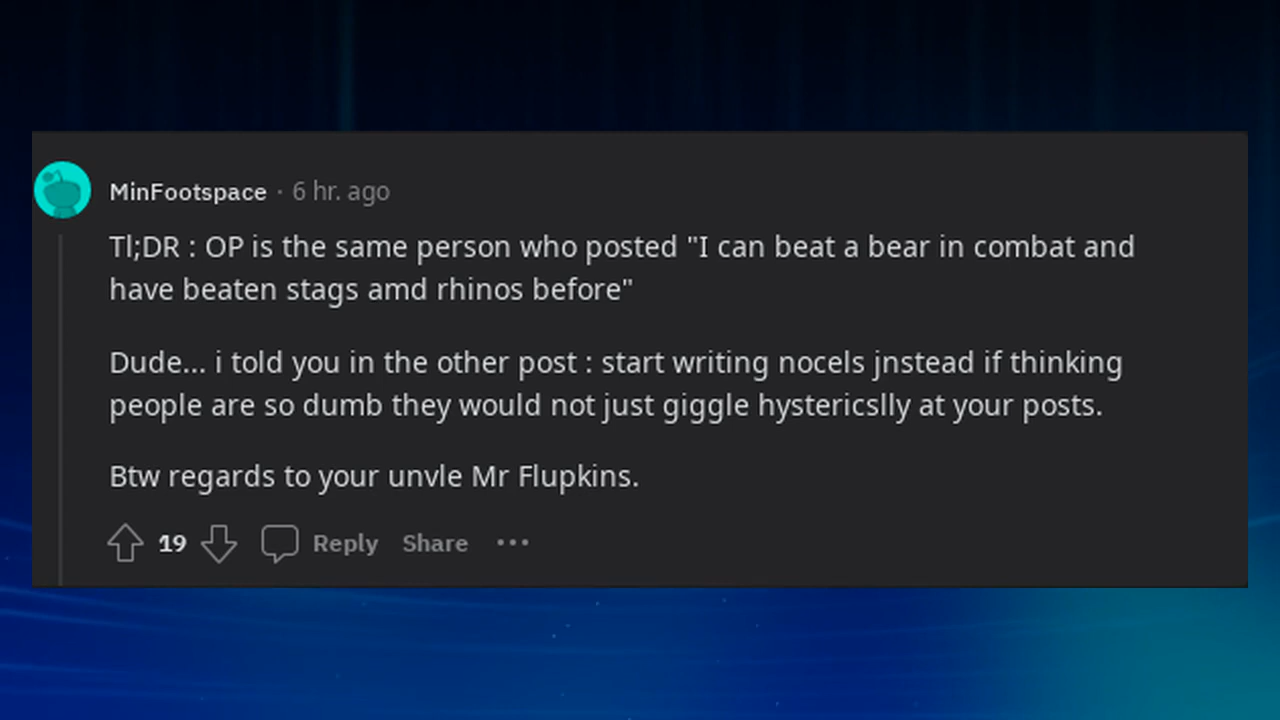 MinFootspace · 6 hr. ago
Tl;DR : OP is the same person who posted "I can beat a bear in combat and
have beaten stags amd rhinos before"
Dude... i told you in the other post : start writing nocels jnstead if thinking
people are so dumb they would not just giggle hystericslly at your posts.
Btw regards to your unvle Mr Flupkins.
19 Reply Share ...